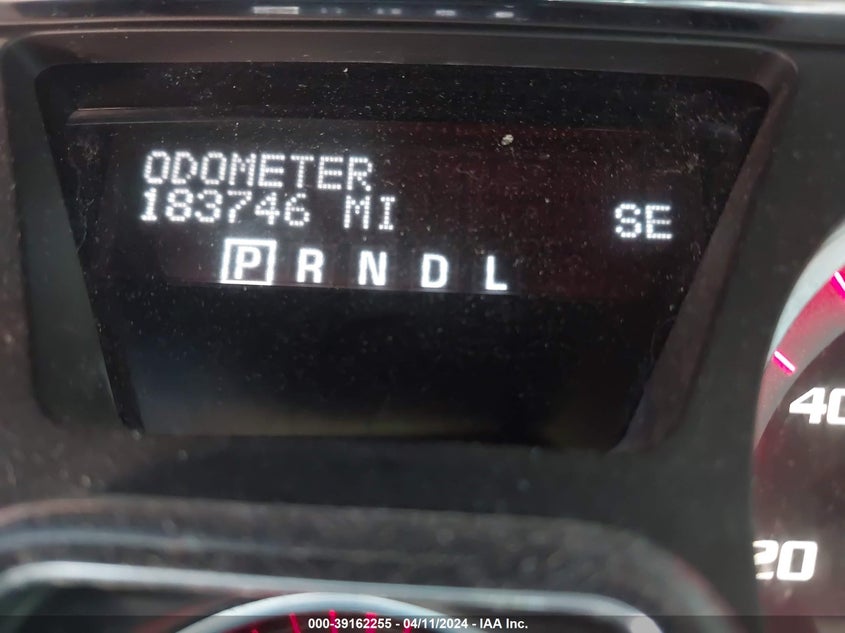 ODOMETER
183746 MI SE
P R N D L
40
20
000-39162255 - 04/11/2024 - IAA Inc.